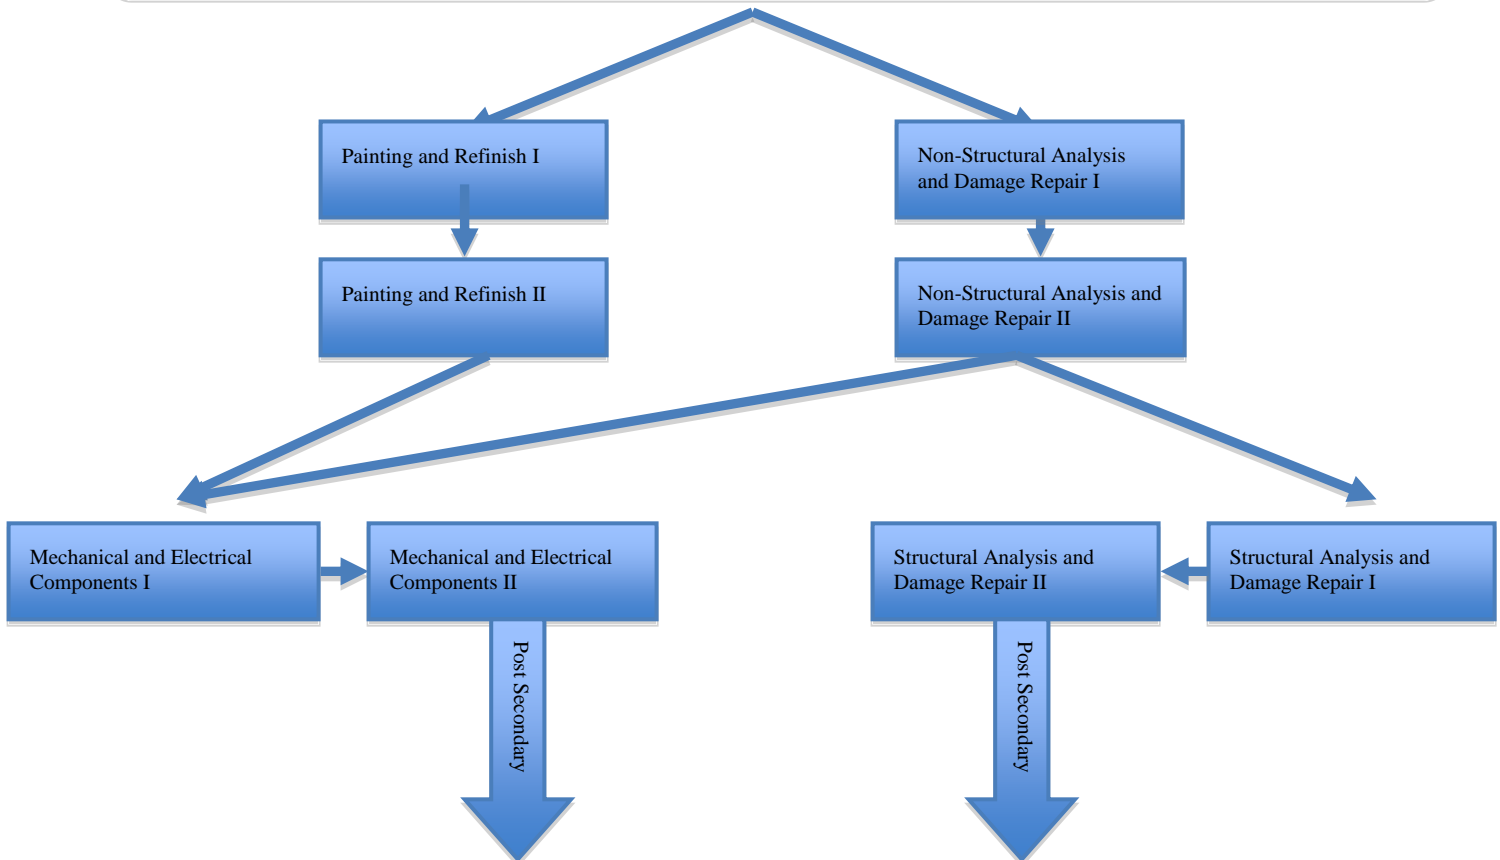 Painting and Refinish I
Non-Structural Analysis
and Damage Repair I
Painting and Refinish II
Non-Structural Analysis and
Damage Repair II
Mechanical and Electrical
Components I
Mechanical and Electrical
Components II
Structural Analysis and
Damage Repair II
Structural Analysis and
Damage Repair I
Post Secondary
Post Secondary